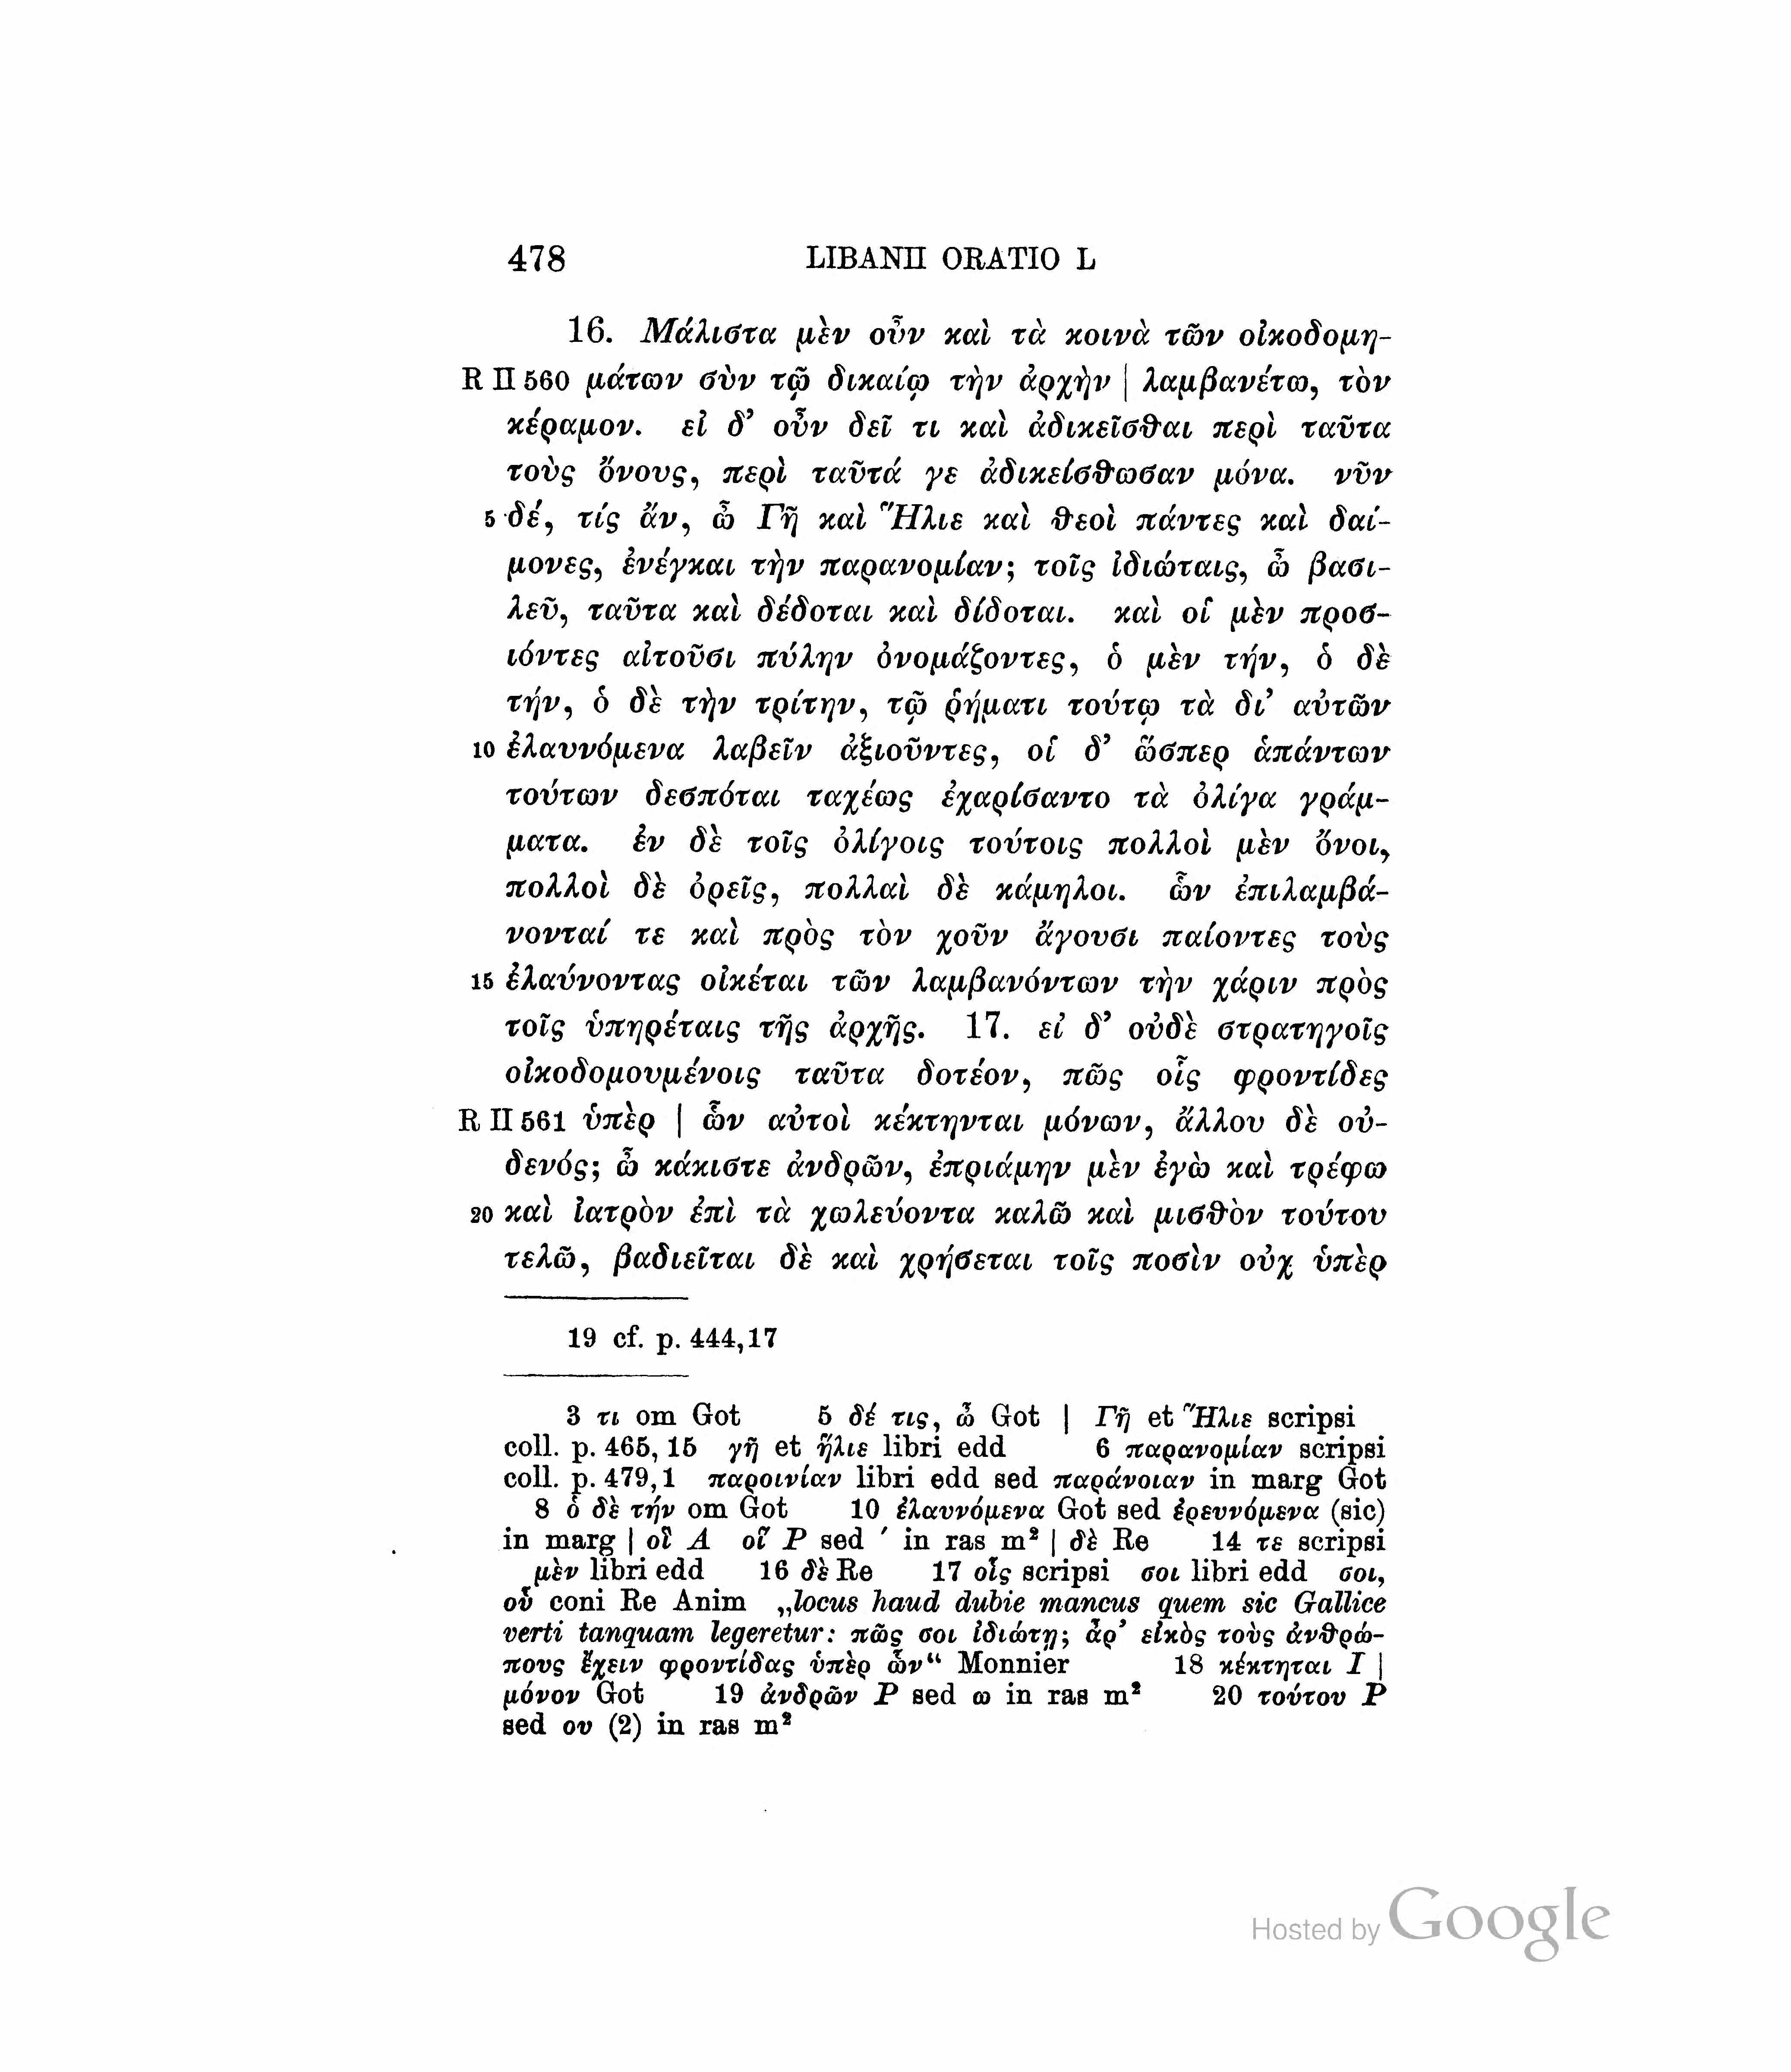 478 LIBANII ORATIO L
16. Μάλιστα μὲν οὖν καὶ τὰ κοινὰ τῶν οἰκοδομη-
R II 560 μάτων σὺν τῷ δικαίῳ τὴν ἀρχὴν | λαμβανέτω, τὸν
κέραμον. εἰ δ’ οὖν δεῖ τι καὶ ἀδικεῖσθαι περὶ ταῦτα
τοὺς ὄνους, περὶ ταῦτά γε ἀδικείσθωσαν μόνα. νῦν
5 δέ, τίς ἄν, ὦ Γῆ καὶ Ἥλιε καὶ θεοὶ πάντες καὶ δαί-
μονες, ἐνέγκαι τὴν παρανομίαν; τοῖς ἰδιώταις, ὦ βασι-
λεῦ, ταῦτα καὶ δέδοται καὶ δίδοται. καὶ οἱ μὲν προσ-
ιόντες αἰτοῦσι πύλην ὀνομάζοντες, ὁ μὲν τήν, ὁ δὲ
τήν, ὁ δὲ τὴν τρίτην, τῷ ῥήματι τούτῳ τὰ δι’ αὐτῶν
10 ἐλαυνόμενα λαβεῖν ἀξιοῦντες, οἱ δ’ ὥσπερ ἁπάντων
τούτων δεσπόται ταχέως ἐχαρίσαντο τὰ ὀλίγα γράμ-
ματα. ἐν δὲ τοῖς ὀλίγοις τούτοις πολλοὶ μὲν ὄνοι,
πολλοὶ δὲ ὀρεῖς, πολλαὶ δὲ κάμηλοι. ὧν ἐπιλαμβά-
νονταί τε καὶ πρὸς τὸν χοῦν ἄγουσι παίοντες τοὺς
15 ἐλαύνοντας οἰκέται τῶν λαμβανόντων τὴν χάριν πρὸς
τοῖς ὑπηρέταις τῆς ἀρχῆς. 17. εἰ δ’ οὐδὲ στρατηγοῖς
οἰκοδομουμένοις ταῦτα δοτέον, πῶς οἷς φροντίδες
R II 561 ὑπὲρ | ὧν αὐτοὶ κέκτηνται μόνων, ἄλλου δὲ οὐ-
δενός; ὦ κάκιστε ἀνδρῶν, ἐπριάμην μὲν ἐγὼ καὶ τρέφω
20 καὶ ἰατρὸν ἐπὶ τὰ χωλεύοντα καλῶ καὶ μισθὸν τούτου
τελῶ, βαδιεῖται δὲ καὶ χρήσεται τοῖς ποσὶν οὐχ ὑπὲρ
19 cf. p. 444,17
3 τι om Got 5 δέ τις, ὦ Got | Γῆ et Ἥλιε scripsi
coll. p. 465, 15 γῆ et ἥλιε libri edd 6 παρανομίαν scripsi
coll. p. 479,1 παροινίαν libri edd sed παράνοιαν in marg Got
8 ὁ δὲ τήν om Got 10 ἐλαυνόμενα Got sed ἐρευνόμενα (sic)
in marg | οἳ A οἵ P sed ΄ in ras m² | δὲ Re 14 τε scripsi
μὲν libri edd 16 δὲ Re 17 οἷς scripsi σοι libri edd σοι,
οὗ coni Re Anim „locus haud dubie mancus quem sic Gallice
verti tanquam legeretur: πῶς σοι ἰδιώτῃ; ἆρ’ εἰκὸς τοὺς ἀνθρώ-
πους ἔχειν φροντίδας ὑπὲρ ὧν“ Monnier 18 κέκτηται I |
μόνον Got 19 ἀνδρῶν P sed ω in ras m² 20 τούτου P
sed ου (2) in ras m²
Hosted by Google